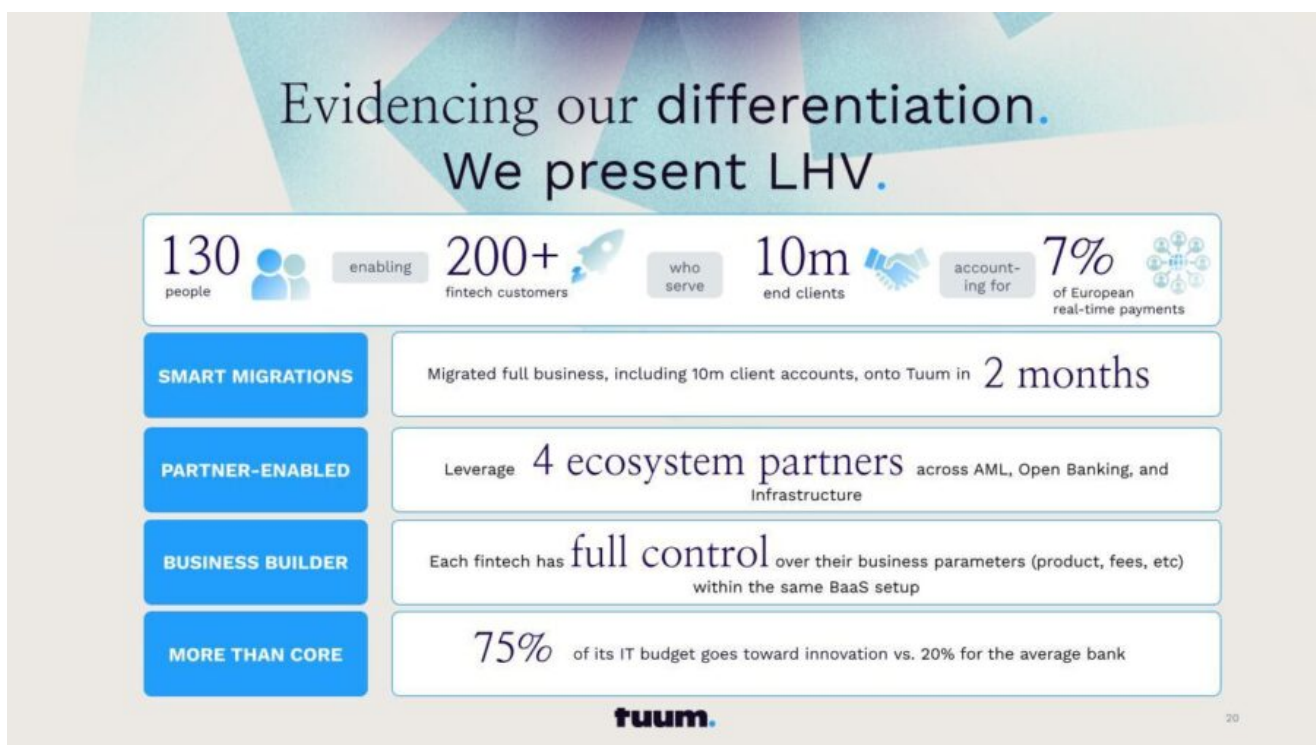 Evidencing our differentiation.
We present LHV.
130
people
enabling
200+
fintech customers
who
serve
10m
end clients
account-
ing for
7%
of European
real-time payments
SMART MIGRATIONS
Migrated full business, including 10m client accounts, onto Tuum in 2 months
PARTNER-ENABLED
Leverage 4 ecosystem partners across AML, Open Banking, and
Infrastructure
BUSINESS BUILDER
Each fintech has full control over their business parameters (product, fees, etc)
within the same BaaS setup
MORE THAN CORE
75% of its IT budget goes toward innovation vs. 20% for the average bank
tuum.
20